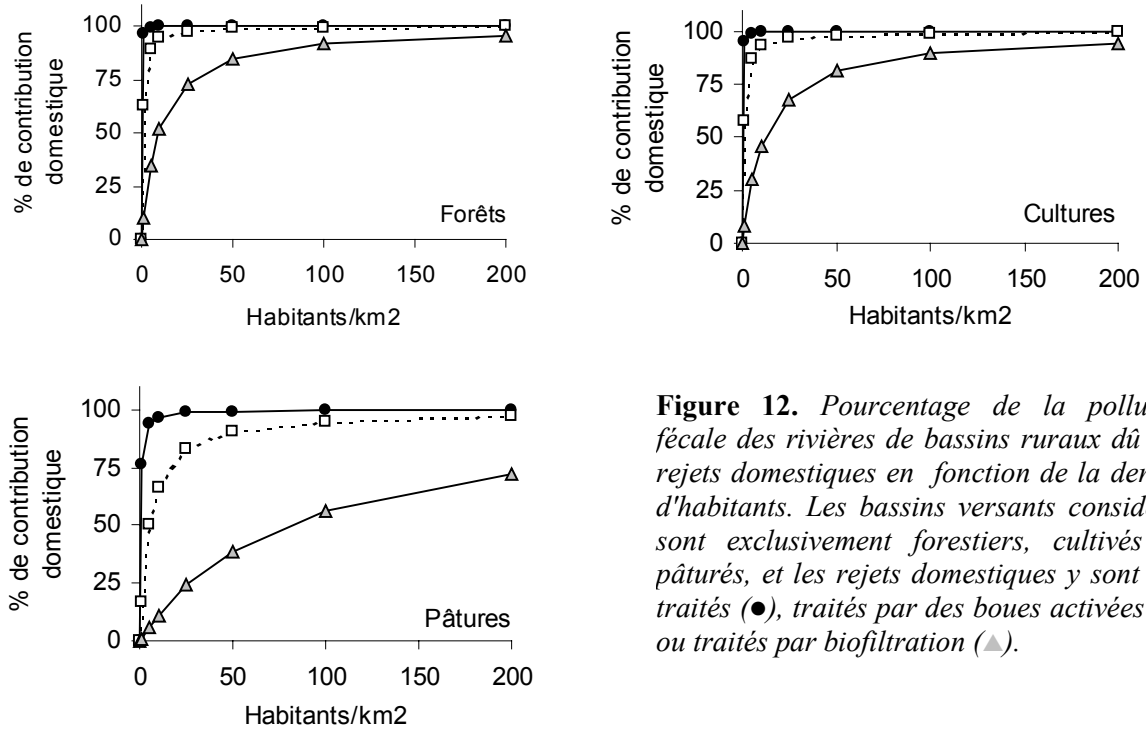 100
75
50
25
0
% de contribution
domestique
Forêts
0 50 100 150 200
Habitants/km2
100
75
50
25
0
% de contribution
domestique
Cultures
0 50 100 150 200
Habitants/km2
100
75
50
25
0
% de contribution
domestique
Pâtures
0 50 100 150 200
Habitants/km2
Figure 12. Pourcentage de la pollu
fécale des rivières de bassins ruraux dû
rejets domestiques en fonction de la den
d'habitants. Les bassins versants consid
sont exclusivement forestiers, cultivés
pâturés, et les rejets domestiques y sont
traités (●), traités par des boues activées
ou traités par biofiltration (▲).